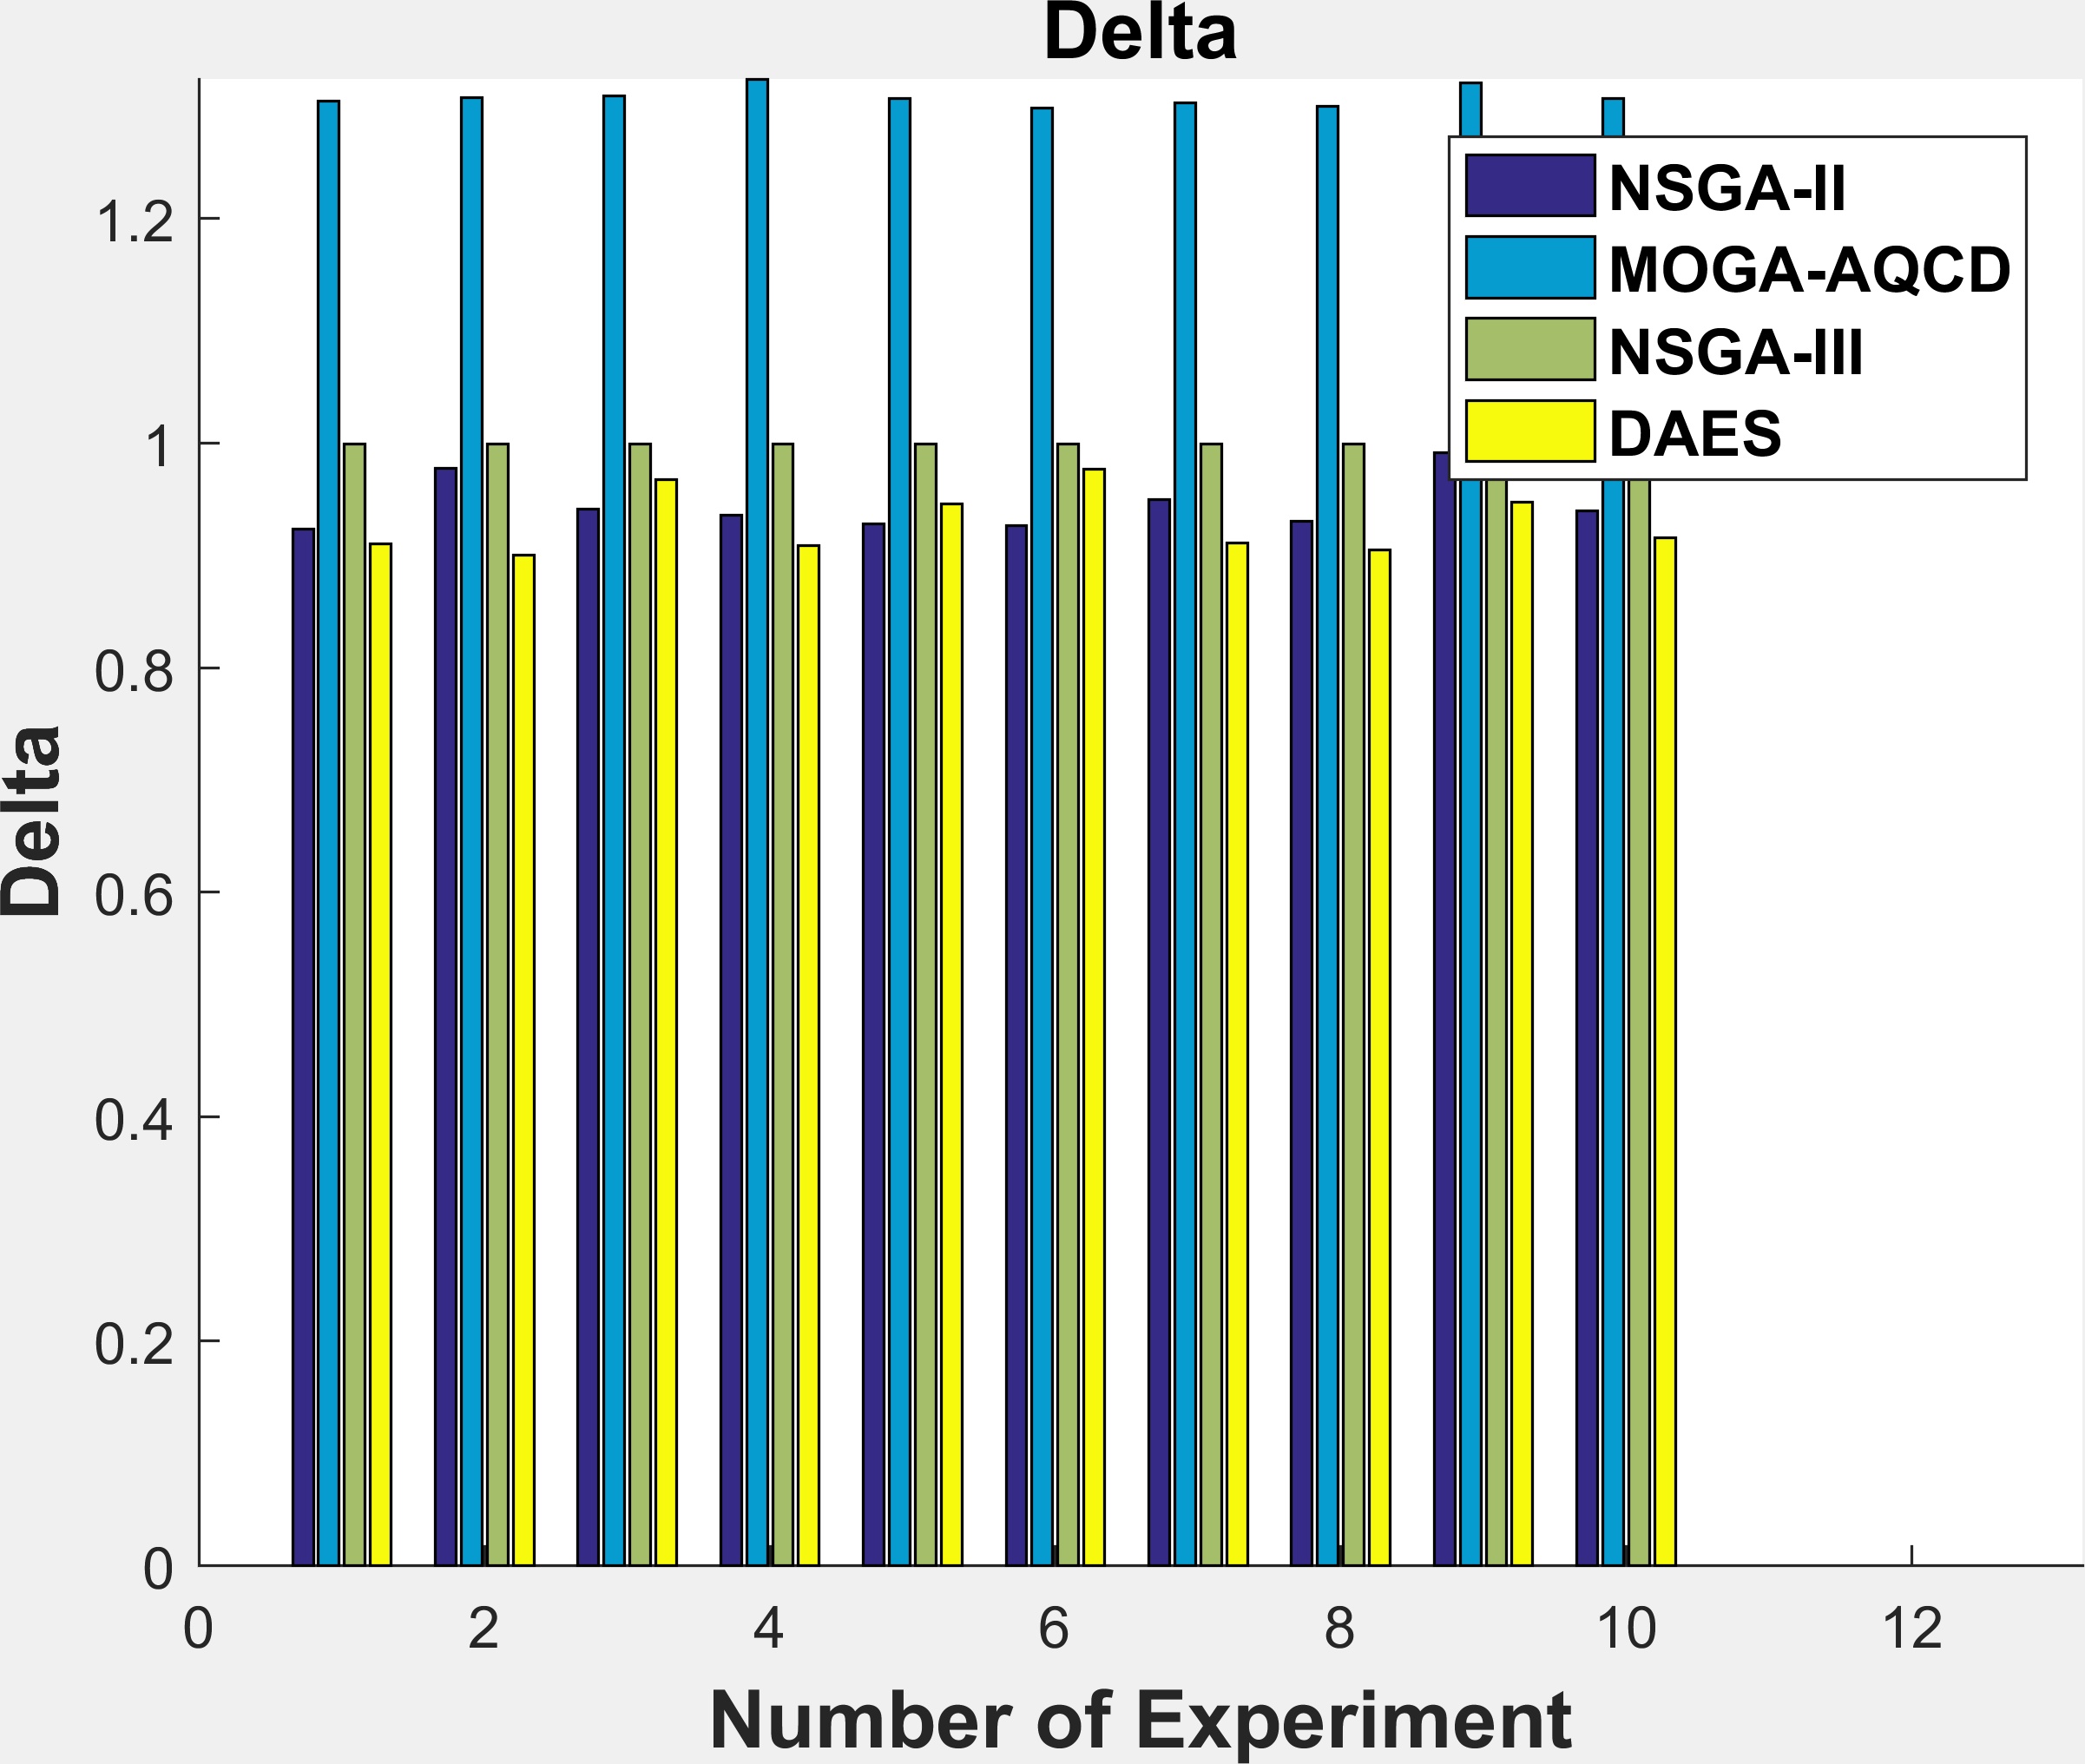 Delta
1.2
1
0.8
0.6
0.4
0.2
0
Delta
NSGA-II
MOGA-AQCD
NSGA-III
DAES
0 2 4 6 8 10 12
Number of Experiment